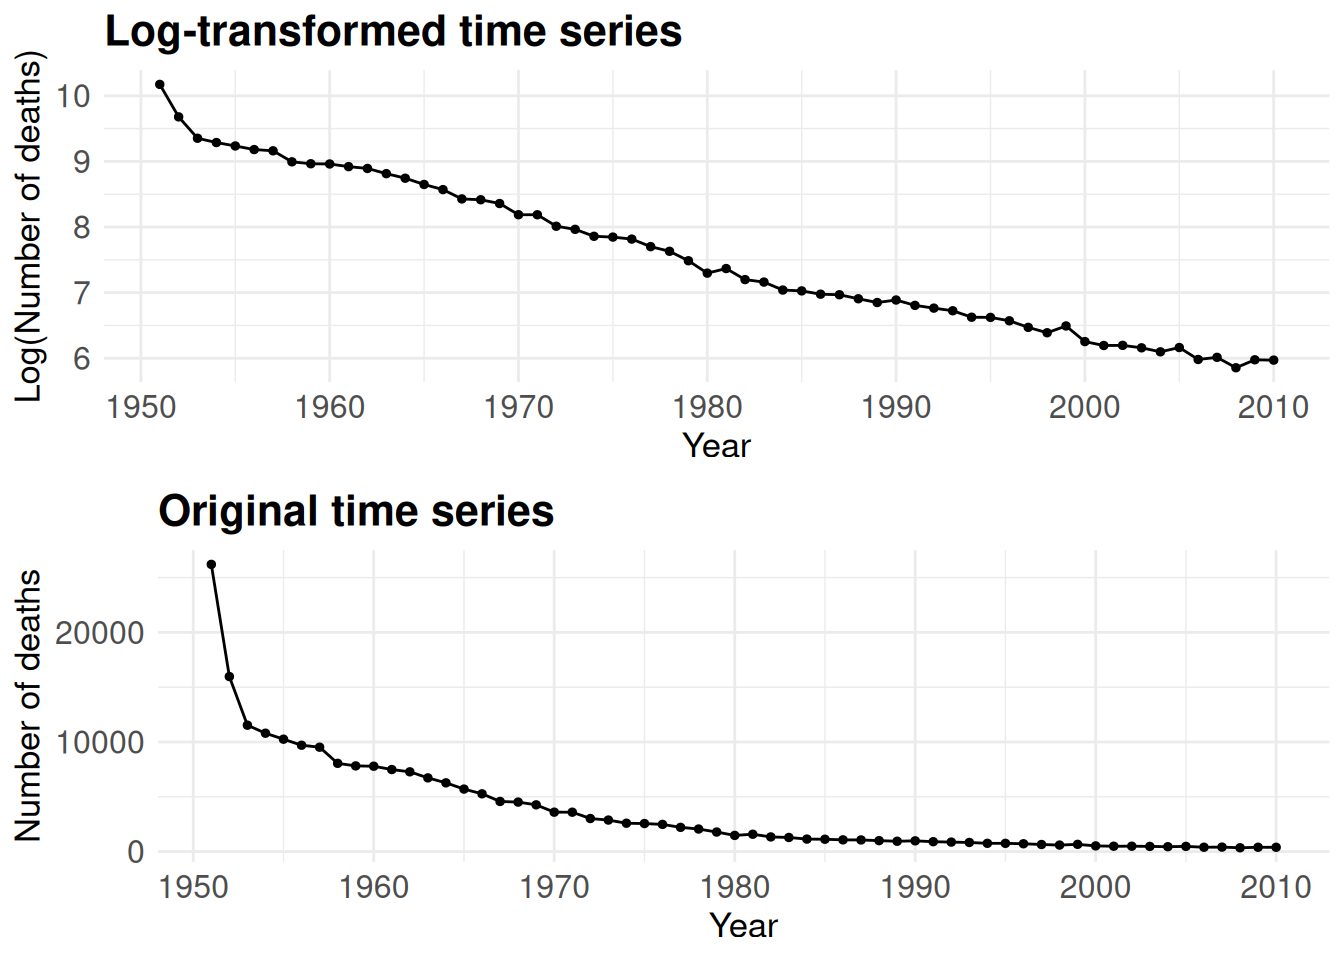 Log-transformed time series
Log(Number of deaths)
10
9
8
7
6
1950 1960 1970 1980 1990 2000 2010
Year
Original time series
Number of deaths
20000
10000
0
1950 1960 1970 1980 1990 2000 2010
Year